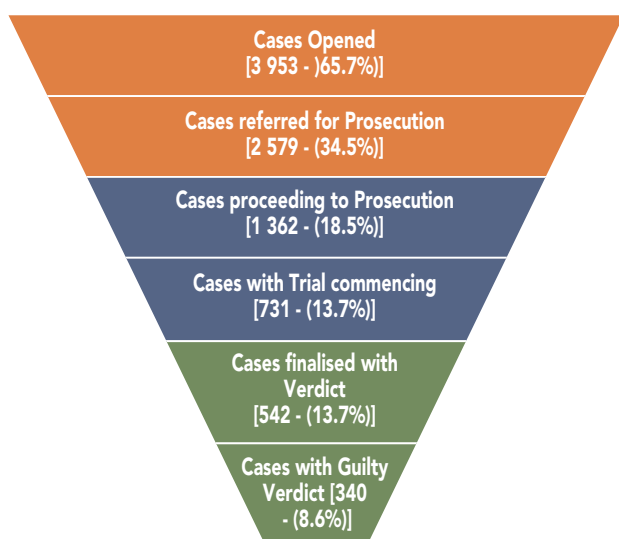 Cases Opened
[3 953 - )65.7%)]
Cases referred for Prosecution
[2 579 - (34.5%)]
Cases proceeding to Prosecution
[1 362 - (18.5%)]
Cases with Trial commencing
[731 - (13.7%)]
Cases finalised with
Verdict
[542 - (13.7%)]
Cases with Guilty
Verdict [340
- (8.6%)]